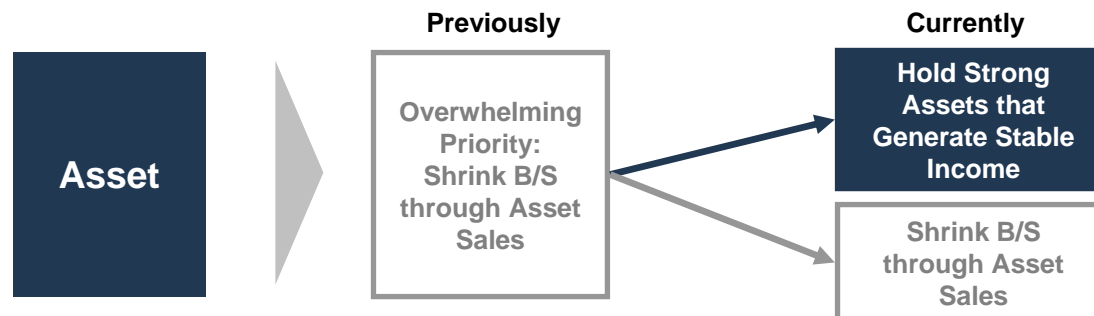 Previously
Currently
Asset
Overwhelming
Priority:
Shrink B/S
through Asset
Sales
Hold Strong
Assets that
Generate Stable
Income
Shrink B/S
through Asset
Sales